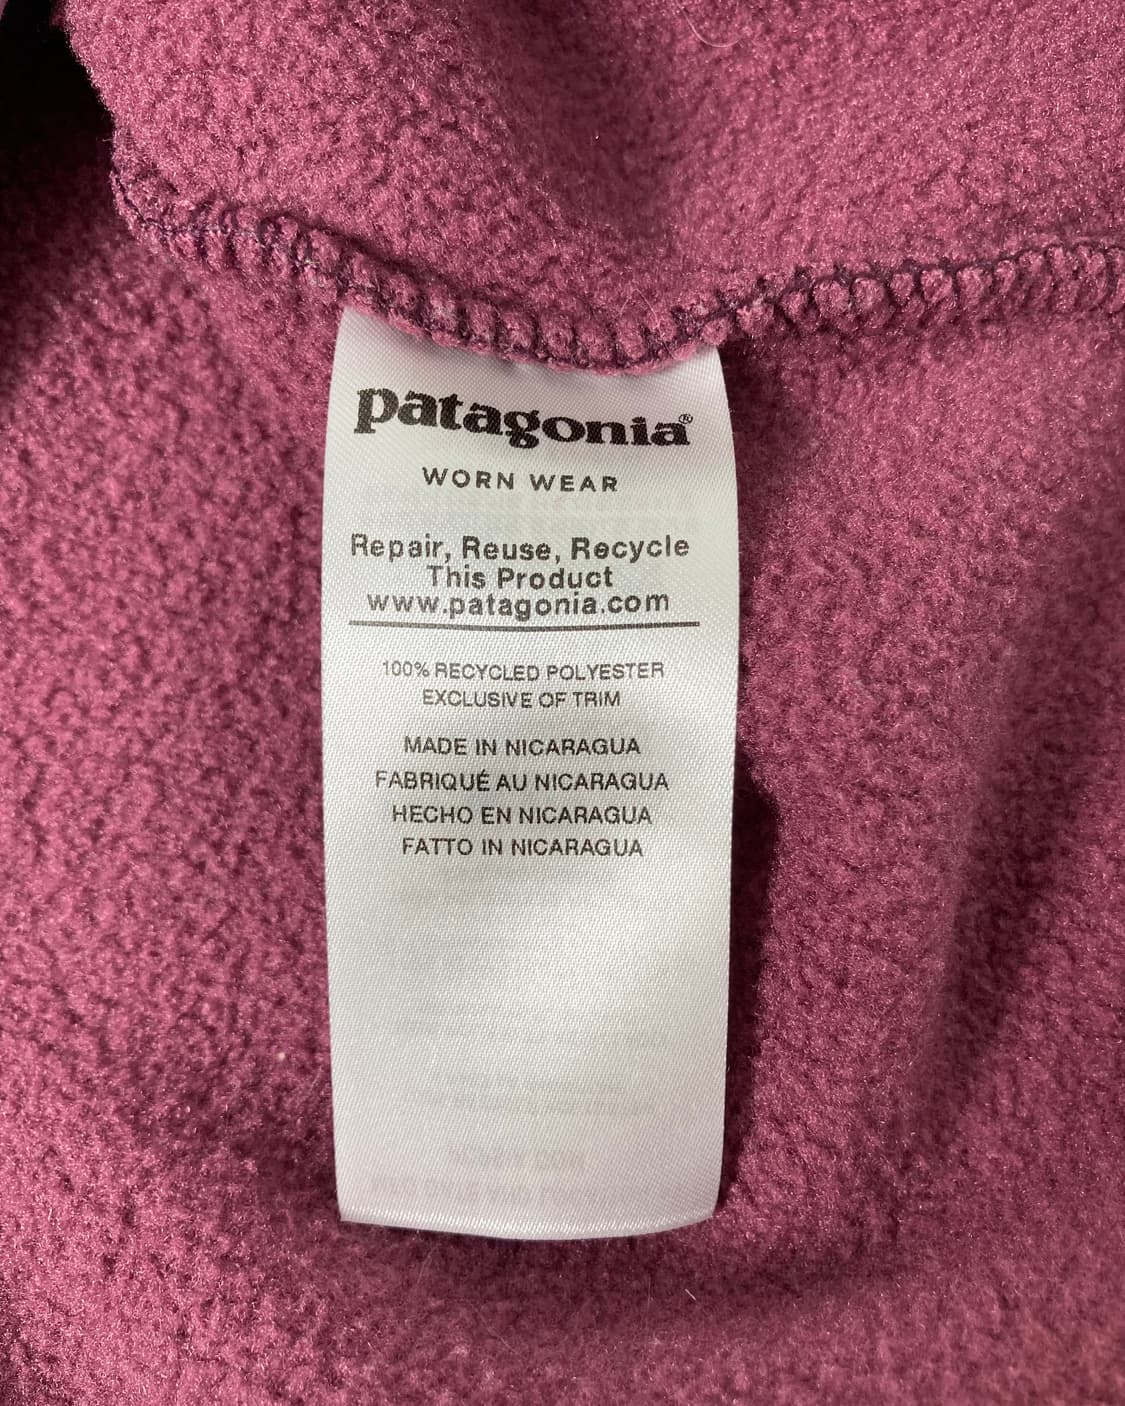 patagonia®
WORN WEAR
Repair, Reuse, Recycle
This Product
www.patagonia.com
100% RECYCLED POLYESTER
EXCLUSIVE OF TRIM
MADE IN NICARAGUA
FABRIQUÉ AU NICARAGUA
HECHO EN NICARAGUA
FATTO IN NICARAGUA